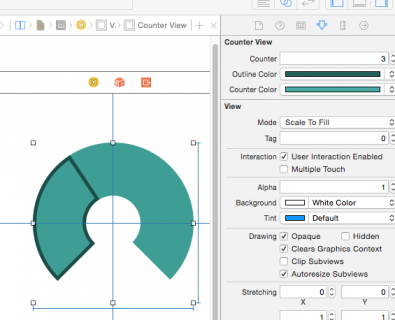 V... Counter View
Counter View
Counter 3
Outline Color
Counter Color
View
Mode Scale To Fill
Tag 0
Interaction User Interaction Enabled
Multiple Touch
Alpha 1
Background White Color
Tint Default
Drawing Opaque Hidden
Clears Graphics Context
Clip Subviews
Autoresize Subviews
Stretching 0 0
X Y
1 1